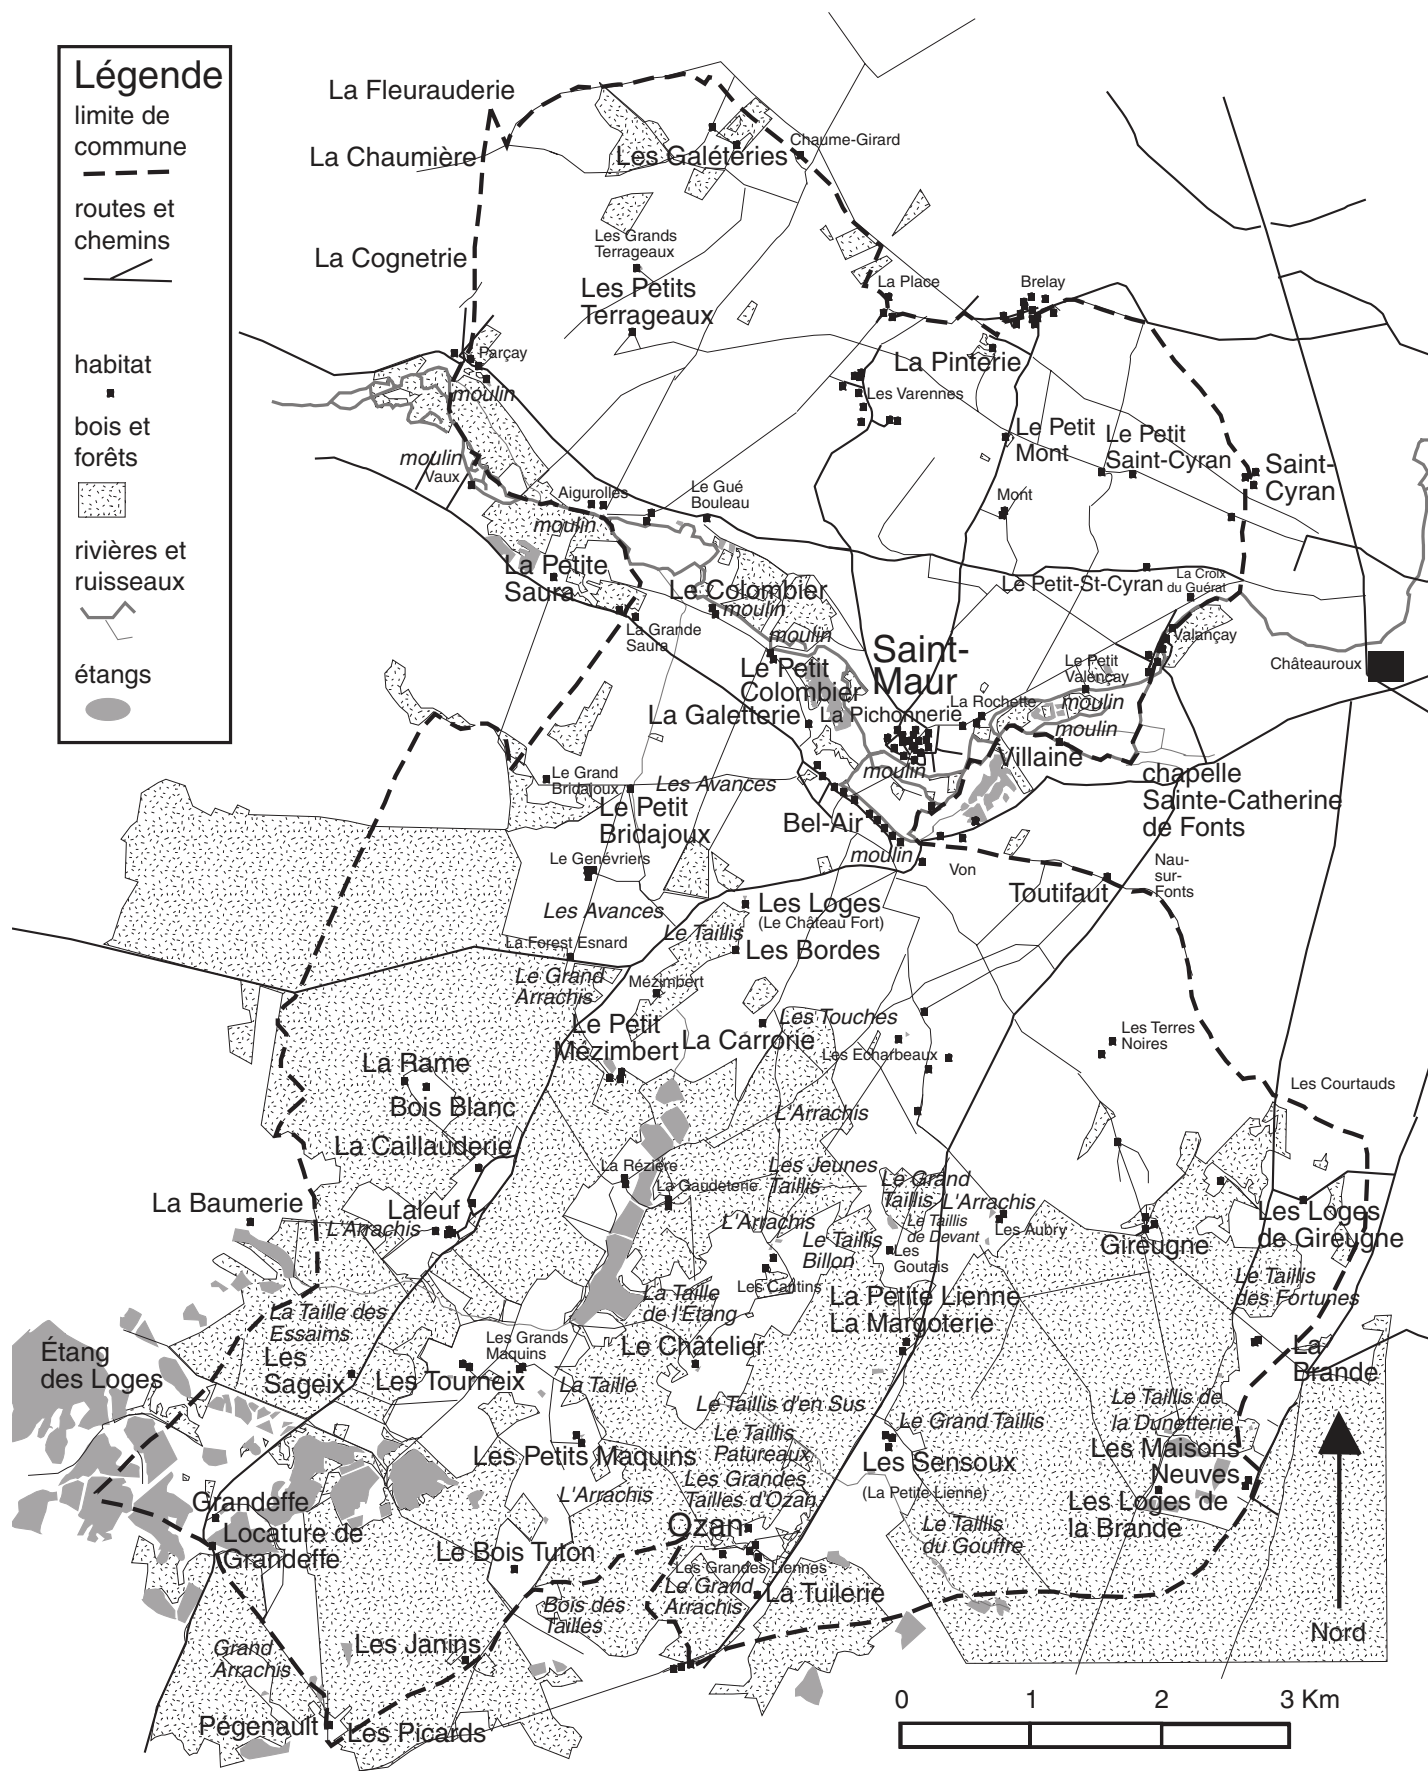 Légende
limite de
commune
routes et
chemins
habitat
bois et
forêts
rivières et
ruisseaux
étangs
La Fleurauderie
La Chaumière
Les Galéteries
Chaume-Girard
La Cognetrie
Les Grands
Terrageaux
Les Petits
Terrageaux
La Place
Brelay
Parçay
moulin
La Pinterie
Les Varennes
Le Petit
Mont
Le Petit
Saint-Cyran
Saint-
Cyran
moulin
Vaux
Aigurolles
moulin
Le Gué
Bouleau
Mont
La Petite
Saura
Le Colombier
moulin
Le Petit-St-Cyran
La Croix
du Guérat
La Grande
Saura
moulin
Valançay
Saint-
Maur
Le Petit
Valençay
Châteauroux
Le Petit
Colombier
La Galetterie
La Pichonnerie
La Rochette
moulin
moulin
Villaine
moulin
Le Grand
Bridajoux
Les Avances
Le Petit
Bridajoux
Bel-Air
chapelle
Sainte-Catherine
de Fonts
moulin
Le Genévriers
Von
Nau-
sur-
Fonts
Toutifaut
Les Avances
Les Loges
(Le Château Fort)
Le Taillis
Les Bordes
La Forest Esnard
Le Grand
Arrachis
Mézimbert
Le Petit
Mézimbert
La Carrorie
Les Touches
Les Echarbeaux
Les Terres
Noires
La Rame
Bois Blanc
Les Courtauds
L'Arrachis
La Caillauderie
La Rézière
La Gaudeterie
Les Jeunes
Taillis
Le Grand
Taillis
L'Arrachis
La Baumerie
Laleuf
L'Arrachis
L'Arrachis
Le Taillis
de Devant
Les Aubry
Le Taillis
Billon
Les
Goutais
Gireugne
Les Loges
de Gireugne
Les Cantins
Le Taillis
des Fortunes
La Taille des
Essaims
La Taille
de l'Etang
La Petite Lienne
La Margoterie
Étang
des Loges
Les
Sageix
Les Grands
Maquins
Le Châtelier
La
Brande
Les Tourneix
La Taille
Le Taillis d'en Sus
Le Grand Taillis
Le Taillis de
la Dunetterie
Le Taillis
Patureaux
Les Petits Maquins
Les Sensoux
Les Maisons
Neuves
Les Grandes
Tailles d'Ozan
(La Petite Lienne)
L'Arrachis
Les Loges de
la Brande
Grandeffe
Locature de
Grandeffe
Ozan
Le Taillis
du Gouffre
Le Bois Tuton
Les Grandes Liennes
Le Grand
Arrachis
La Tuilerie
Bois des
Tailles
Grand
Arrachis
Les Janins
Nord
Pégenault
Les Picards
0 1 2 3 Km